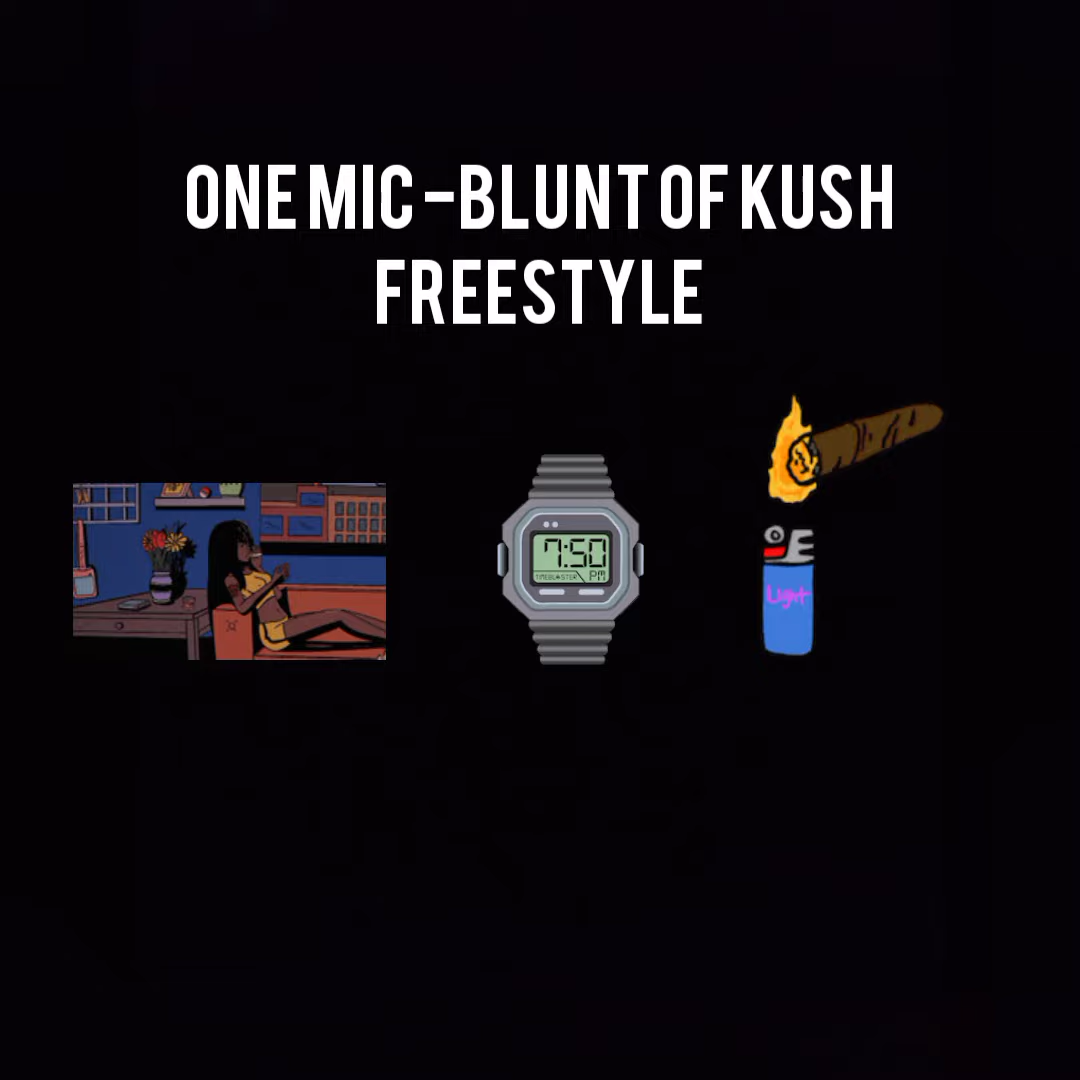 ONE MIC -BLUNT OF KUSH
FREESTYLE
7:50
TIMEBLASTER PM
Light